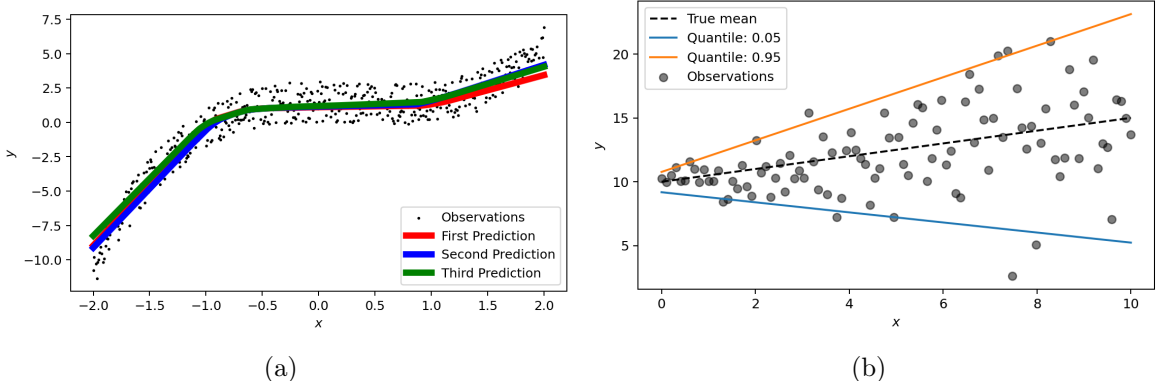 7.5
5.0
2.5
0.0
−2.5
−5.0
−7.5
−10.0
y
−2.0 −1.5 −1.0 −0.5 0.0 0.5 1.0 1.5 2.0
x
Observations
First Prediction
Second Prediction
Third Prediction
(a)
20
15
10
5
y
0 2 4 6 8 10
x
True mean
Quantile: 0.05
Quantile: 0.95
Observations
(b)